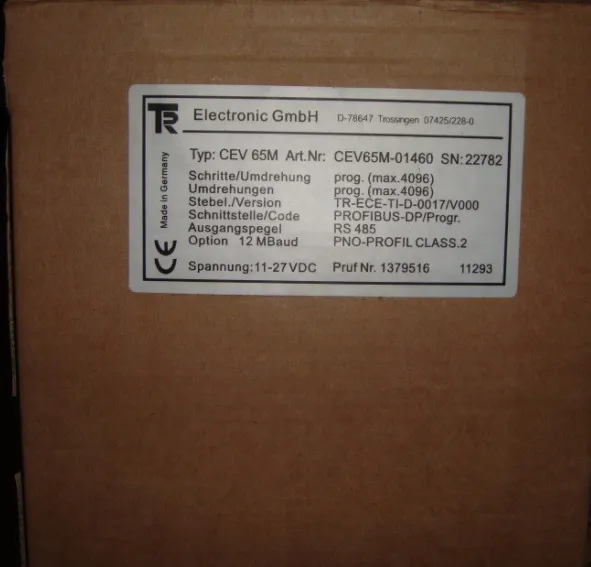 TR Electronic GmbH D-78647 Trossingen 07425/228-0
Typ: CEV 65M Art.Nr: CEV65M-01460 SN:22782
Schritte/Umdrehung prog. (max.4096)
Umdrehungen prog. (max.4096)
Stebel./Version TR-ECE-TI-D-0017/V000
Schnittstelle/Code PROFIBUS-DP/Progr.
Ausgangspegel RS 485
Option 12 MBaud PNO-PROFIL CLASS.2
Spannung:11-27VDC Pruf Nr. 1379516 11293
Made in Germany
CE